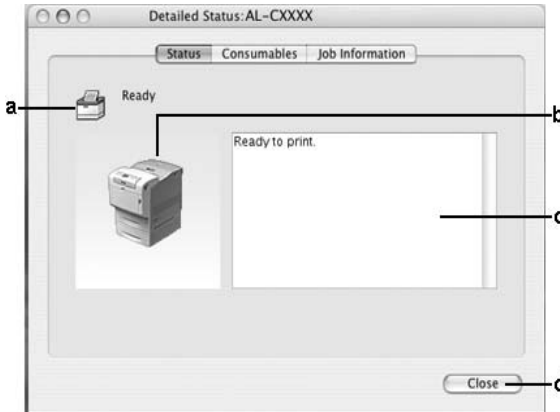 Detailed Status:AL-CXXXX
Status Consumables Job Information
a
Ready
b
Ready to print.
c
Close
d